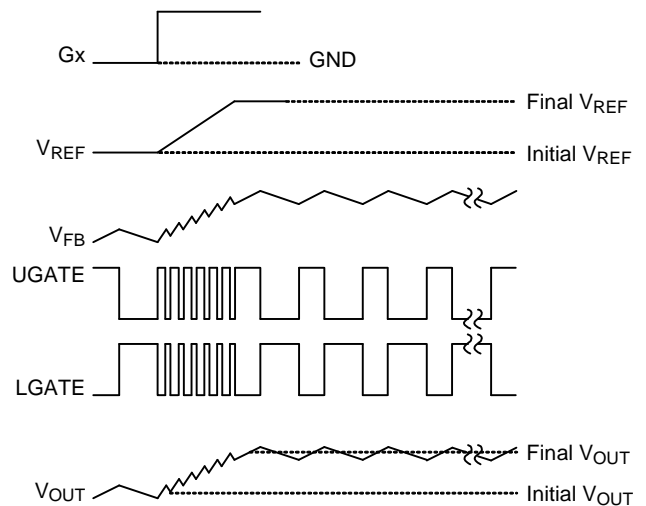 Gx
GND
Final VREF
VREF
Initial VREF
VFB
UGATE
LGATE
Final VOUT
VOUT
Initial VOUT